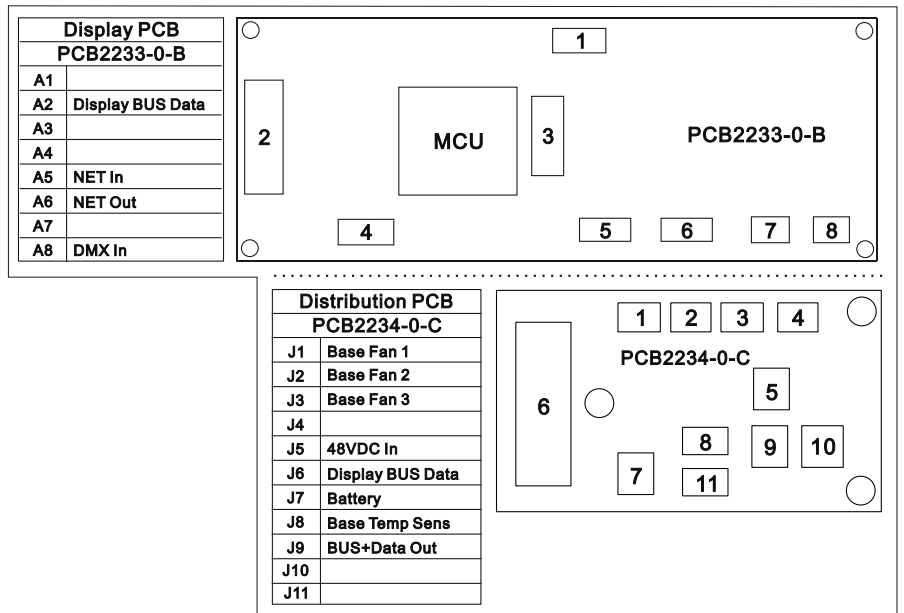 Display PCB
PCB2233-0-B
A1
A2 Display BUS Data
A3
A4
A5 NET In
A6 NET Out
A7
A8 DMX In
1
2
MCU
3
PCB2233-0-B
4
5
6
7
8
Distribution PCB
PCB2234-0-C
J1 Base Fan 1
J2 Base Fan 2
J3 Base Fan 3
J4
J5 48VDC In
J6 Display BUS Data
J7 Battery
J8 Base Temp Sens
J9 BUS+Data Out
J10
J11
1 2 3 4
PCB2234-0-C
5
6
8
9
10
7
11